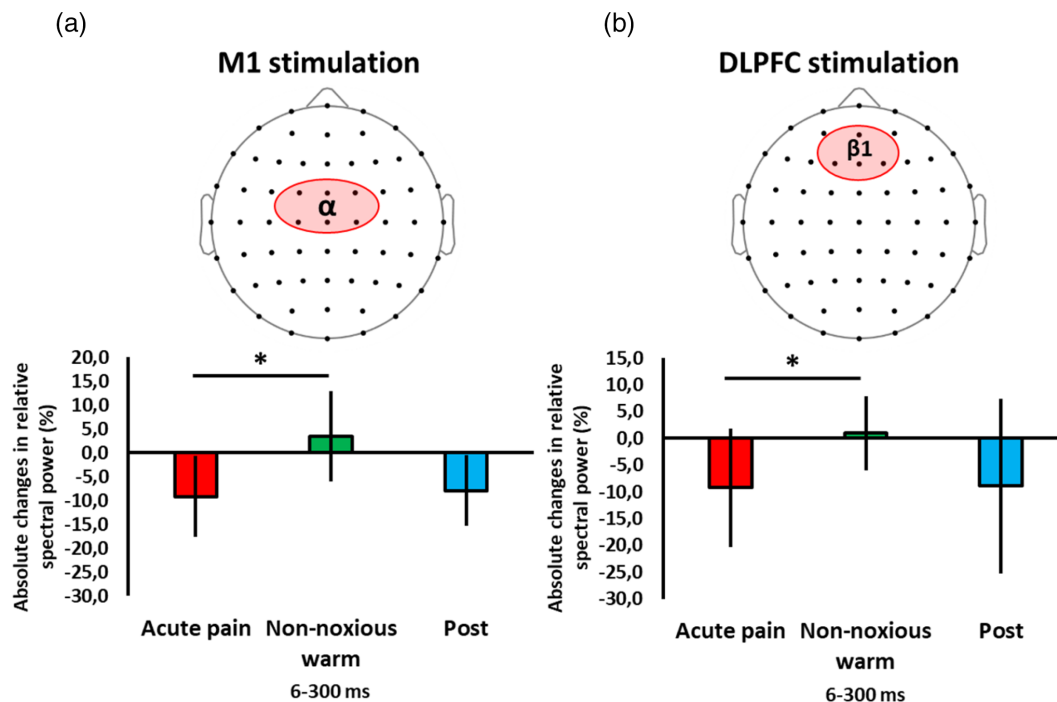 (a)
M1 stimulation
α
Absolute changes in relative
spectral power (%)
20,0
15,0
10,0
5,0
0,0
-5,0
-10,0
-15,0
-20,0
-25,0
-30,0
*
Acute pain
Non-noxious
warm
Post
6-300 ms
(b)
DLPFC stimulation
β1
Absolute changes in relative
spectral power (%)
15,0
10,0
5,0
0,0
-5,0
-10,0
-15,0
-20,0
-25,0
-30,0
*
Acute pain
Non-noxious
warm
Post
6-300 ms